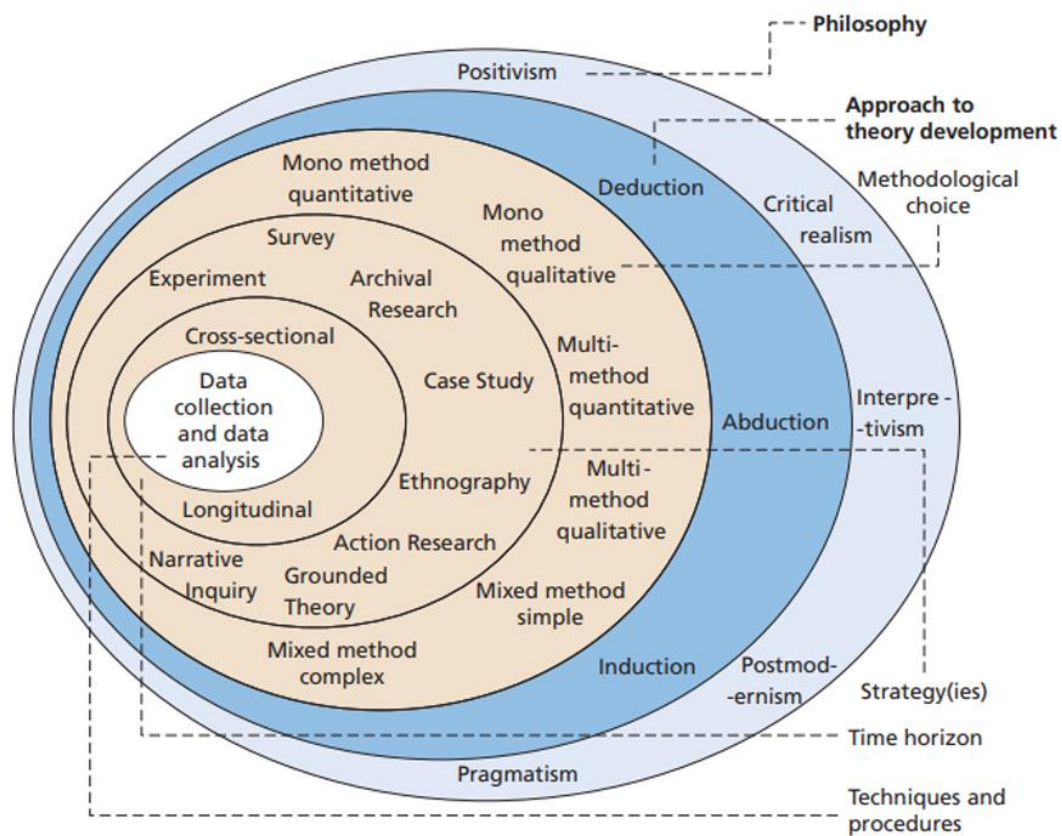 Philosophy
Positivism
Approach to
theory development
Mono method
quantitative
Deduction
Methodological
choice
Critical
realism
Mono
method
qualitative
Survey
Experiment
Archival
Research
Cross-sectional
Multi-
method
quantitative
Data
collection
and data
analysis
Case Study
Abduction
Interpre -
-tivism
Ethnography
Multi -
method
qualitative
Longitudinal
Action Research
Narrative
Inquiry
Grounded
Theory
Mixed method
simple
Mixed method
complex
Induction
Postmod-
-ernism
Strategy(ies)
Time horizon
Pragmatism
Techniques and
procedures